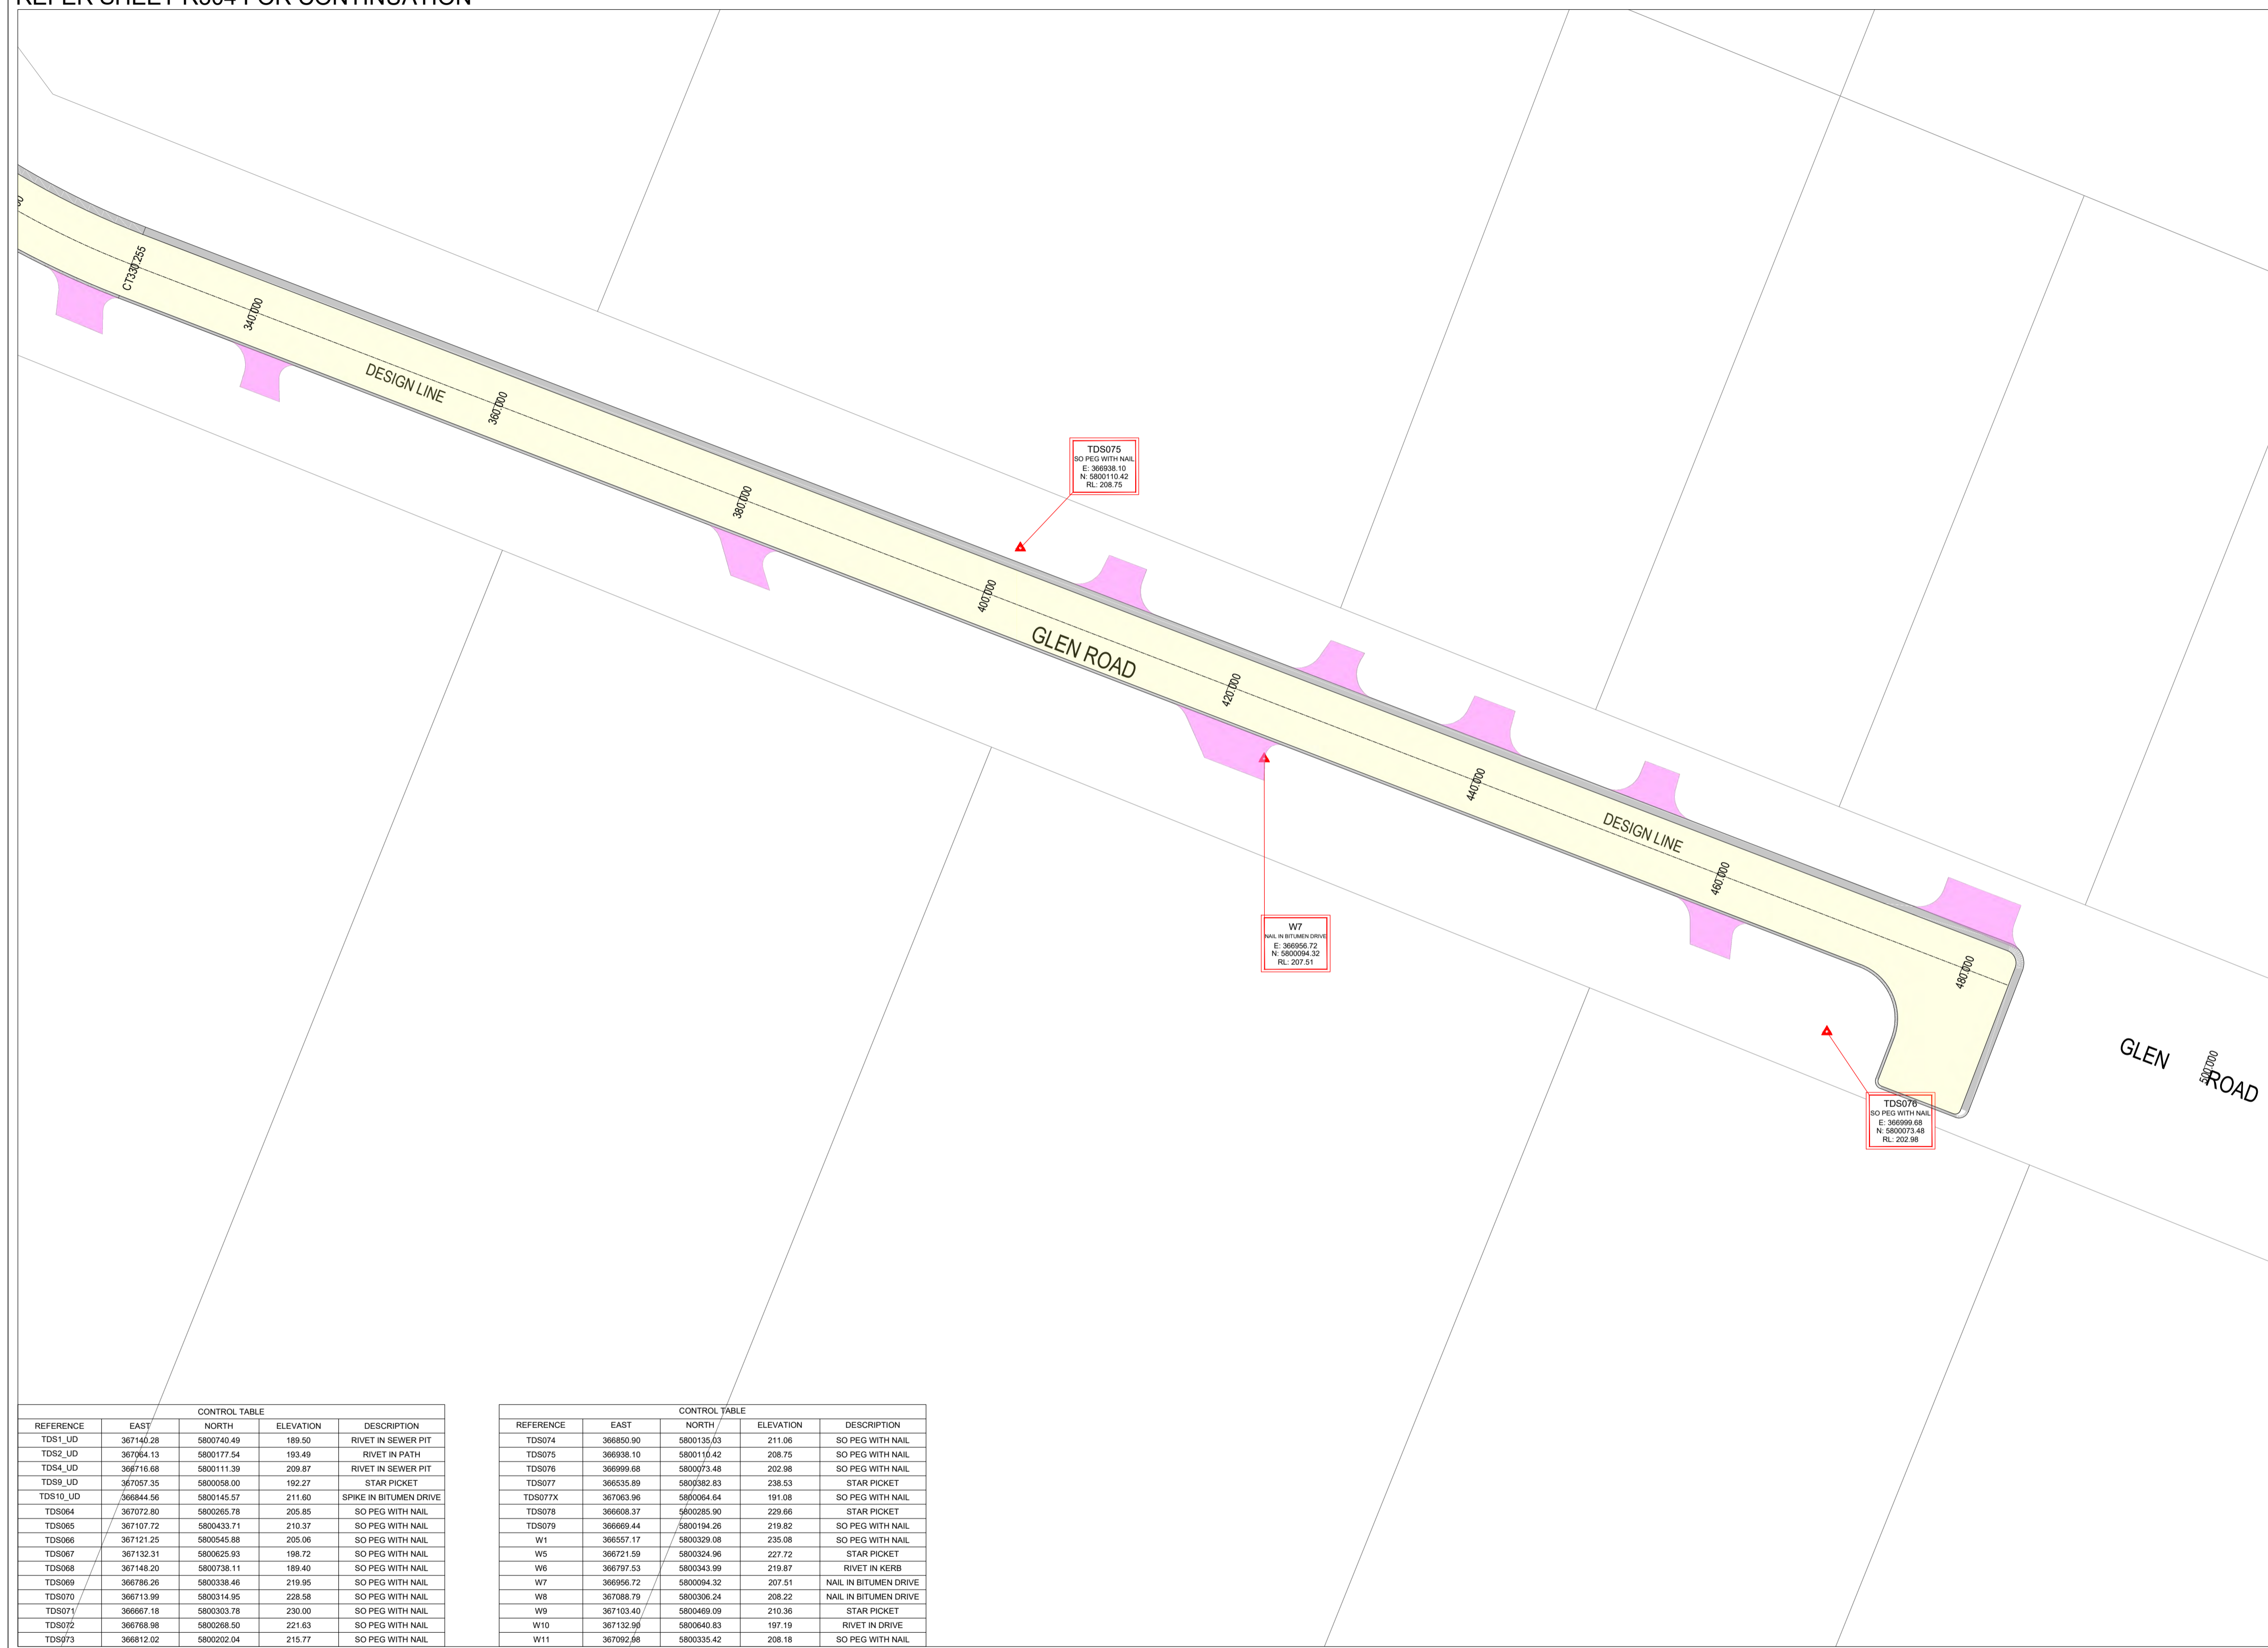 REFER SHEET R304 FOR CONTINUATION
CT330.255
340.000
DESIGN LINE
360.000
380.000
TDS075
SO PEG WITH NAIL
E: 366938.10
N: 5800110.42
RL: 208.75
400.000
GLEN ROAD
420.000
440.000
DESIGN LINE
460.000
480.000
W7
NAIL IN BITUMEN DRIVE
E: 366956.72
N: 5800094.32
RL: 207.51
GLEN ROAD
500.000
TDS076
SO PEG WITH NAIL
E: 366999.68
N: 5800073.48
RL: 202.98
CONTROL TABLE
REFERENCE EAST NORTH ELEVATION DESCRIPTION
TDS1_UD 367140.28 5800740.49 189.50 RIVET IN SEWER PIT
TDS2_UD 367064.13 5800177.54 193.49 RIVET IN PATH
TDS4_UD 366716.68 5800111.39 209.87 RIVET IN SEWER PIT
TDS9_UD 367057.35 5800058.00 192.27 STAR PICKET
TDS10_UD 366844.56 5800145.57 211.60 SPIKE IN BITUMEN DRIVE
TDS064 367072.80 5800265.78 205.85 SO PEG WITH NAIL
TDS065 367107.72 5800433.71 210.37 SO PEG WITH NAIL
TDS066 367121.25 5800545.88 205.06 SO PEG WITH NAIL
TDS067 367132.31 5800625.93 198.72 SO PEG WITH NAIL
TDS068 367148.20 5800738.11 189.40 SO PEG WITH NAIL
TDS069 366786.26 5800338.46 219.95 SO PEG WITH NAIL
TDS070 366713.99 5800314.95 228.58 SO PEG WITH NAIL
TDS071 366667.18 5800303.78 230.00 SO PEG WITH NAIL
TDS072 366768.98 5800268.50 221.63 SO PEG WITH NAIL
TDS073 366812.02 5800202.04 215.77 SO PEG WITH NAIL
CONTROL TABLE
REFERENCE EAST NORTH ELEVATION DESCRIPTION
TDS074 366850.90 5800135.03 211.06 SO PEG WITH NAIL
TDS075 366938.10 5800110.42 208.75 SO PEG WITH NAIL
TDS076 366999.68 5800073.48 202.98 SO PEG WITH NAIL
TDS077 366535.89 5800382.83 238.53 STAR PICKET
TDS077X 367063.96 5800064.64 191.08 SO PEG WITH NAIL
TDS078 366608.37 5800285.90 229.66 STAR PICKET
TDS079 366669.44 5800194.26 219.82 SO PEG WITH NAIL
W1 366557.17 5800329.08 235.08 SO PEG WITH NAIL
W5 366721.59 5800324.96 227.72 STAR PICKET
W6 366797.53 5800343.99 219.87 RIVET IN KERB
W7 366956.72 5800094.32 207.51 NAIL IN BITUMEN DRIVE
W8 367088.79 5800306.24 208.22 NAIL IN BITUMEN DRIVE
W9 367103.40 5800469.09 210.36 STAR PICKET
W10 367132.90 5800640.83 197.19 RIVET IN DRIVE
W11 367092.98 5800335.42 208.18 SO PEG WITH NAIL